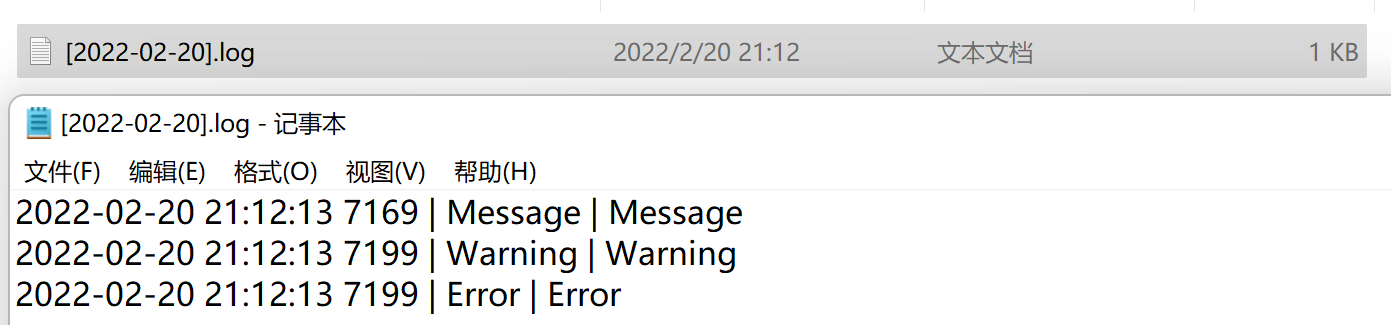 [2022-02-20].log 2022/2/20 21:12 文本文档 1 KB
[2022-02-20].log - 记事本
文件(F) 编辑(E) 格式(O) 视图(V) 帮助(H)
2022-02-20 21:12:13 7169 | Message | Message
2022-02-20 21:12:13 7199 | Warning | Warning
2022-02-20 21:12:13 7199 | Error | Error